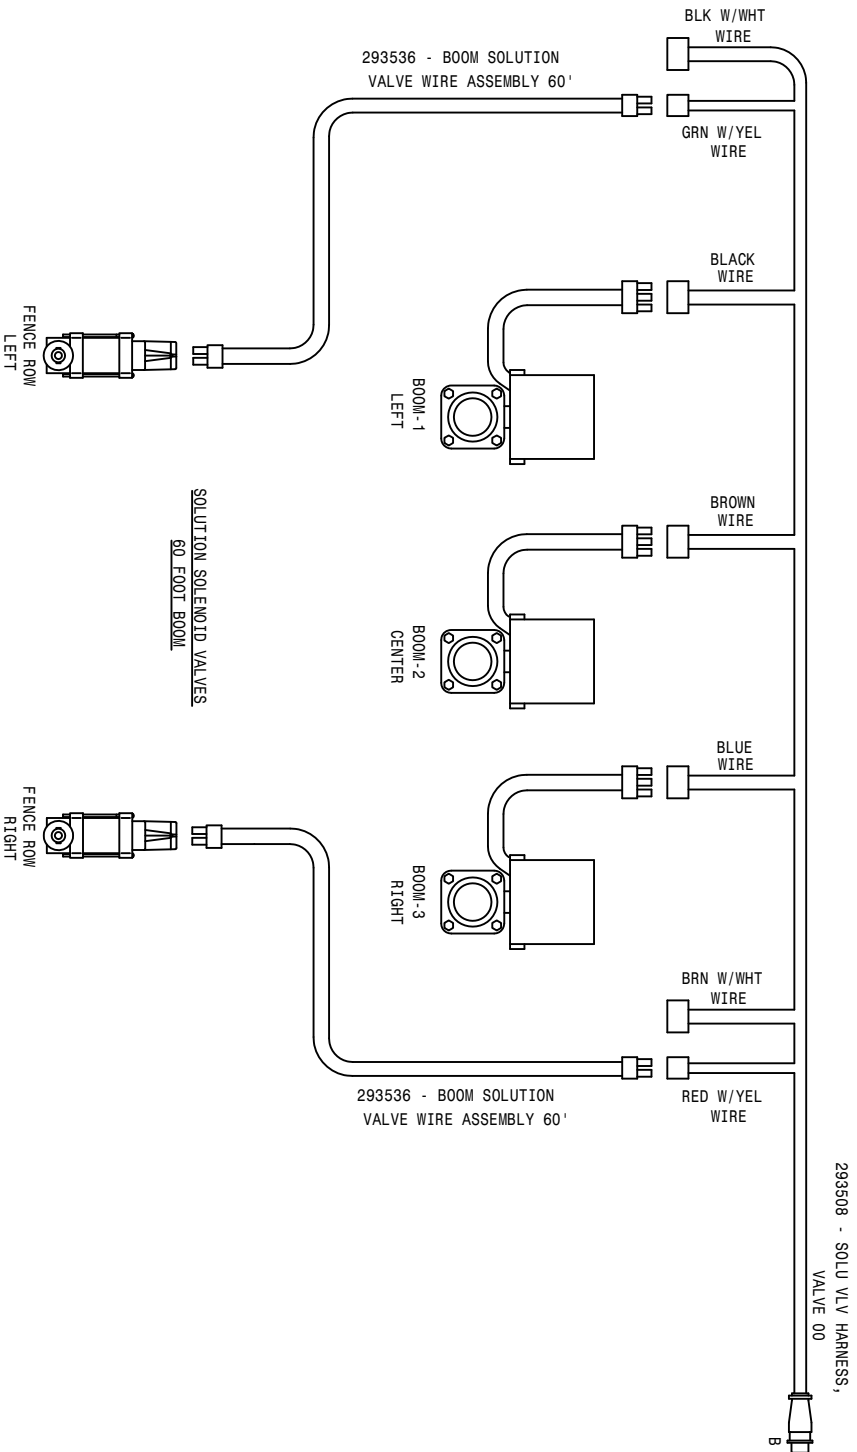 BLK W/WHT
WIRE
293536 - BOOM SOLUTION
VALVE WIRE ASSEMBLY 60'
GRN W/YEL
WIRE
BLACK
WIRE
FENCE ROW
LEFT
BOOM-1
LEFT
BROWN
WIRE
SOLUTION SOLENOID VALVES
60 FOOT BOOM
BOOM-2
CENTER
BLUE
WIRE
FENCE ROW
RIGHT
BOOM-3
RIGHT
BRN W/WHT
WIRE
293536 - BOOM SOLUTION
VALVE WIRE ASSEMBLY 60'
RED W/YEL
WIRE
293508 - SOLU VLV HARNESS,
VALVE 00
B